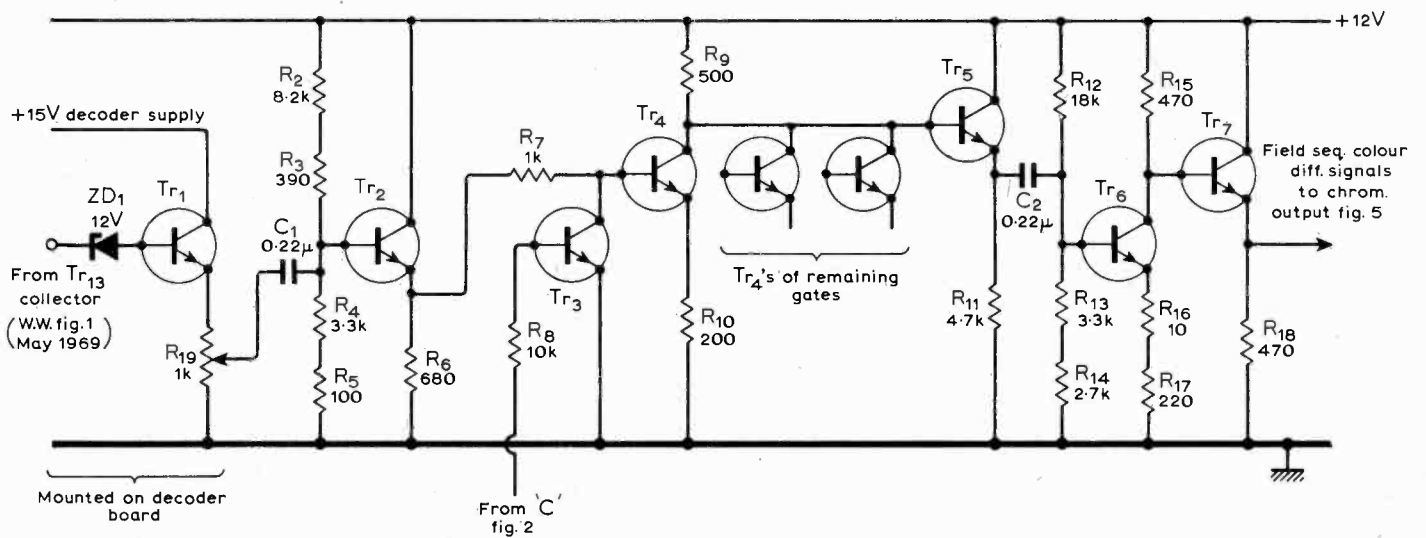 +12V
+15V decoder supply
ZD1
12V
Tr1
From Tr13
collector
(W.W. fig. 1
May 1969)
R19
1k
C1
0·22μ
R2
8·2k
R3
390
R4
3·3k
R5
100
Tr2
R6
680
R7
1k
Tr3
R8
10k
Tr4
R9
500
R10
200
Tr4's of remaining
gates
Tr5
R11
4·7k
C2
0·22μ
R12
18k
R13
3·3k
R14
2·7k
Tr6
R15
470
R16
10
R17
220
Tr7
R18
470
Field seq. colour
diff. signals
to chrom.
output fig. 5
Mounted on decoder
board
From 'C'
fig. 2